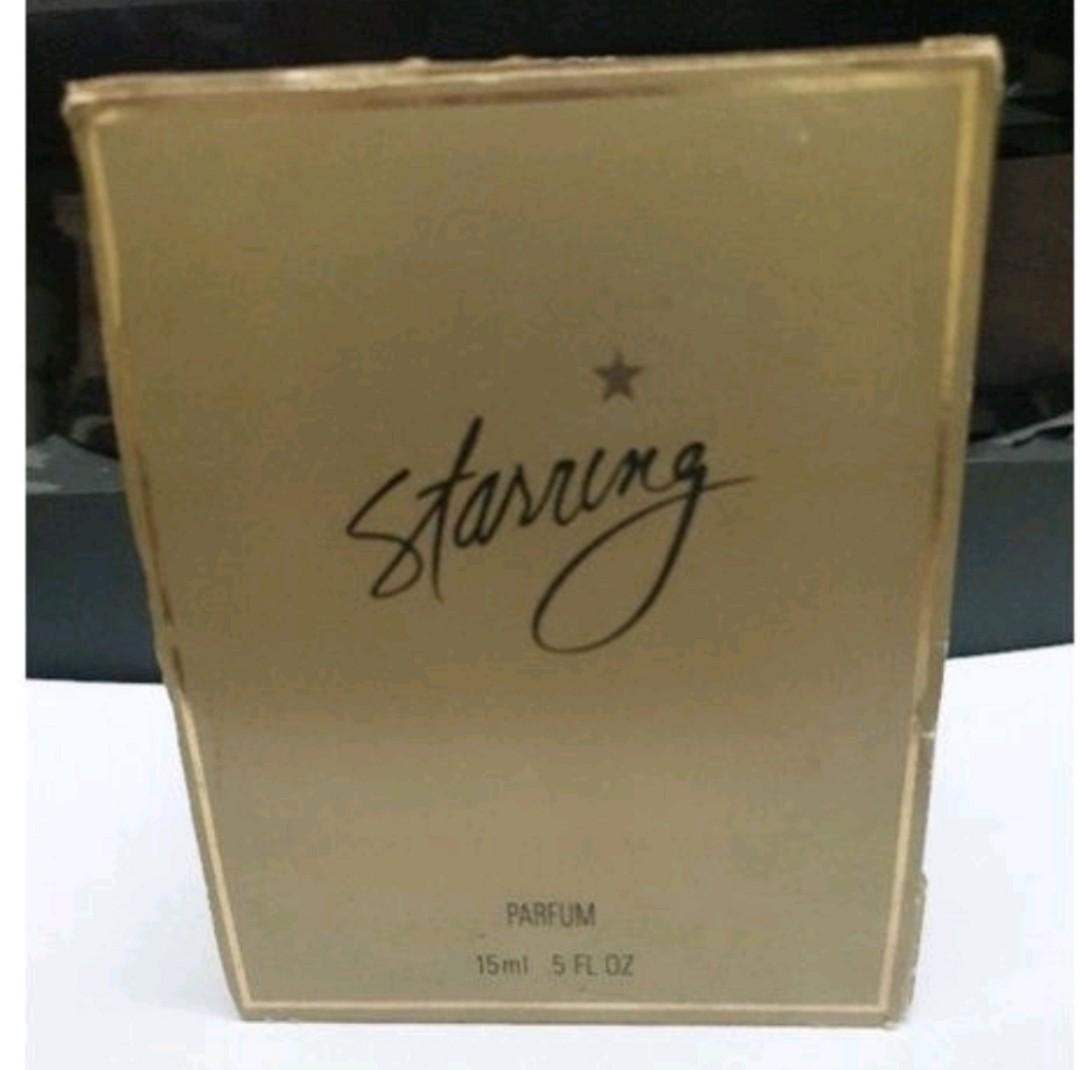 Starring
PARFUM
15ml .5 FL OZ